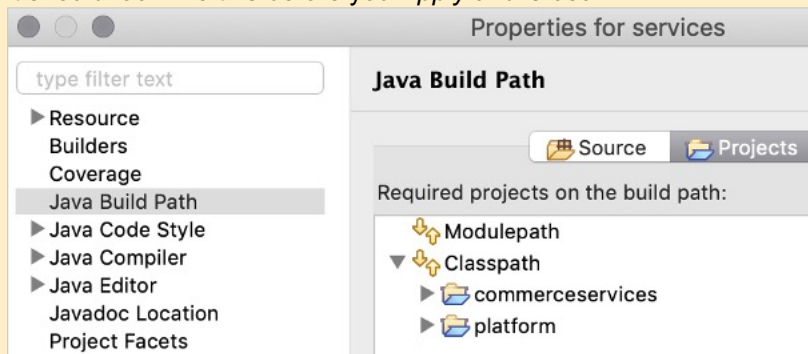 Properties for services
type filter text
Resource
Builders
Coverage
Java Build Path
Java Code Style
Java Compiler
Java Editor
Javadoc Location
Project Facets
Java Build Path
Source
Projects
Required projects on the build path:
Modulepath
Classpath
commerceservices
platform